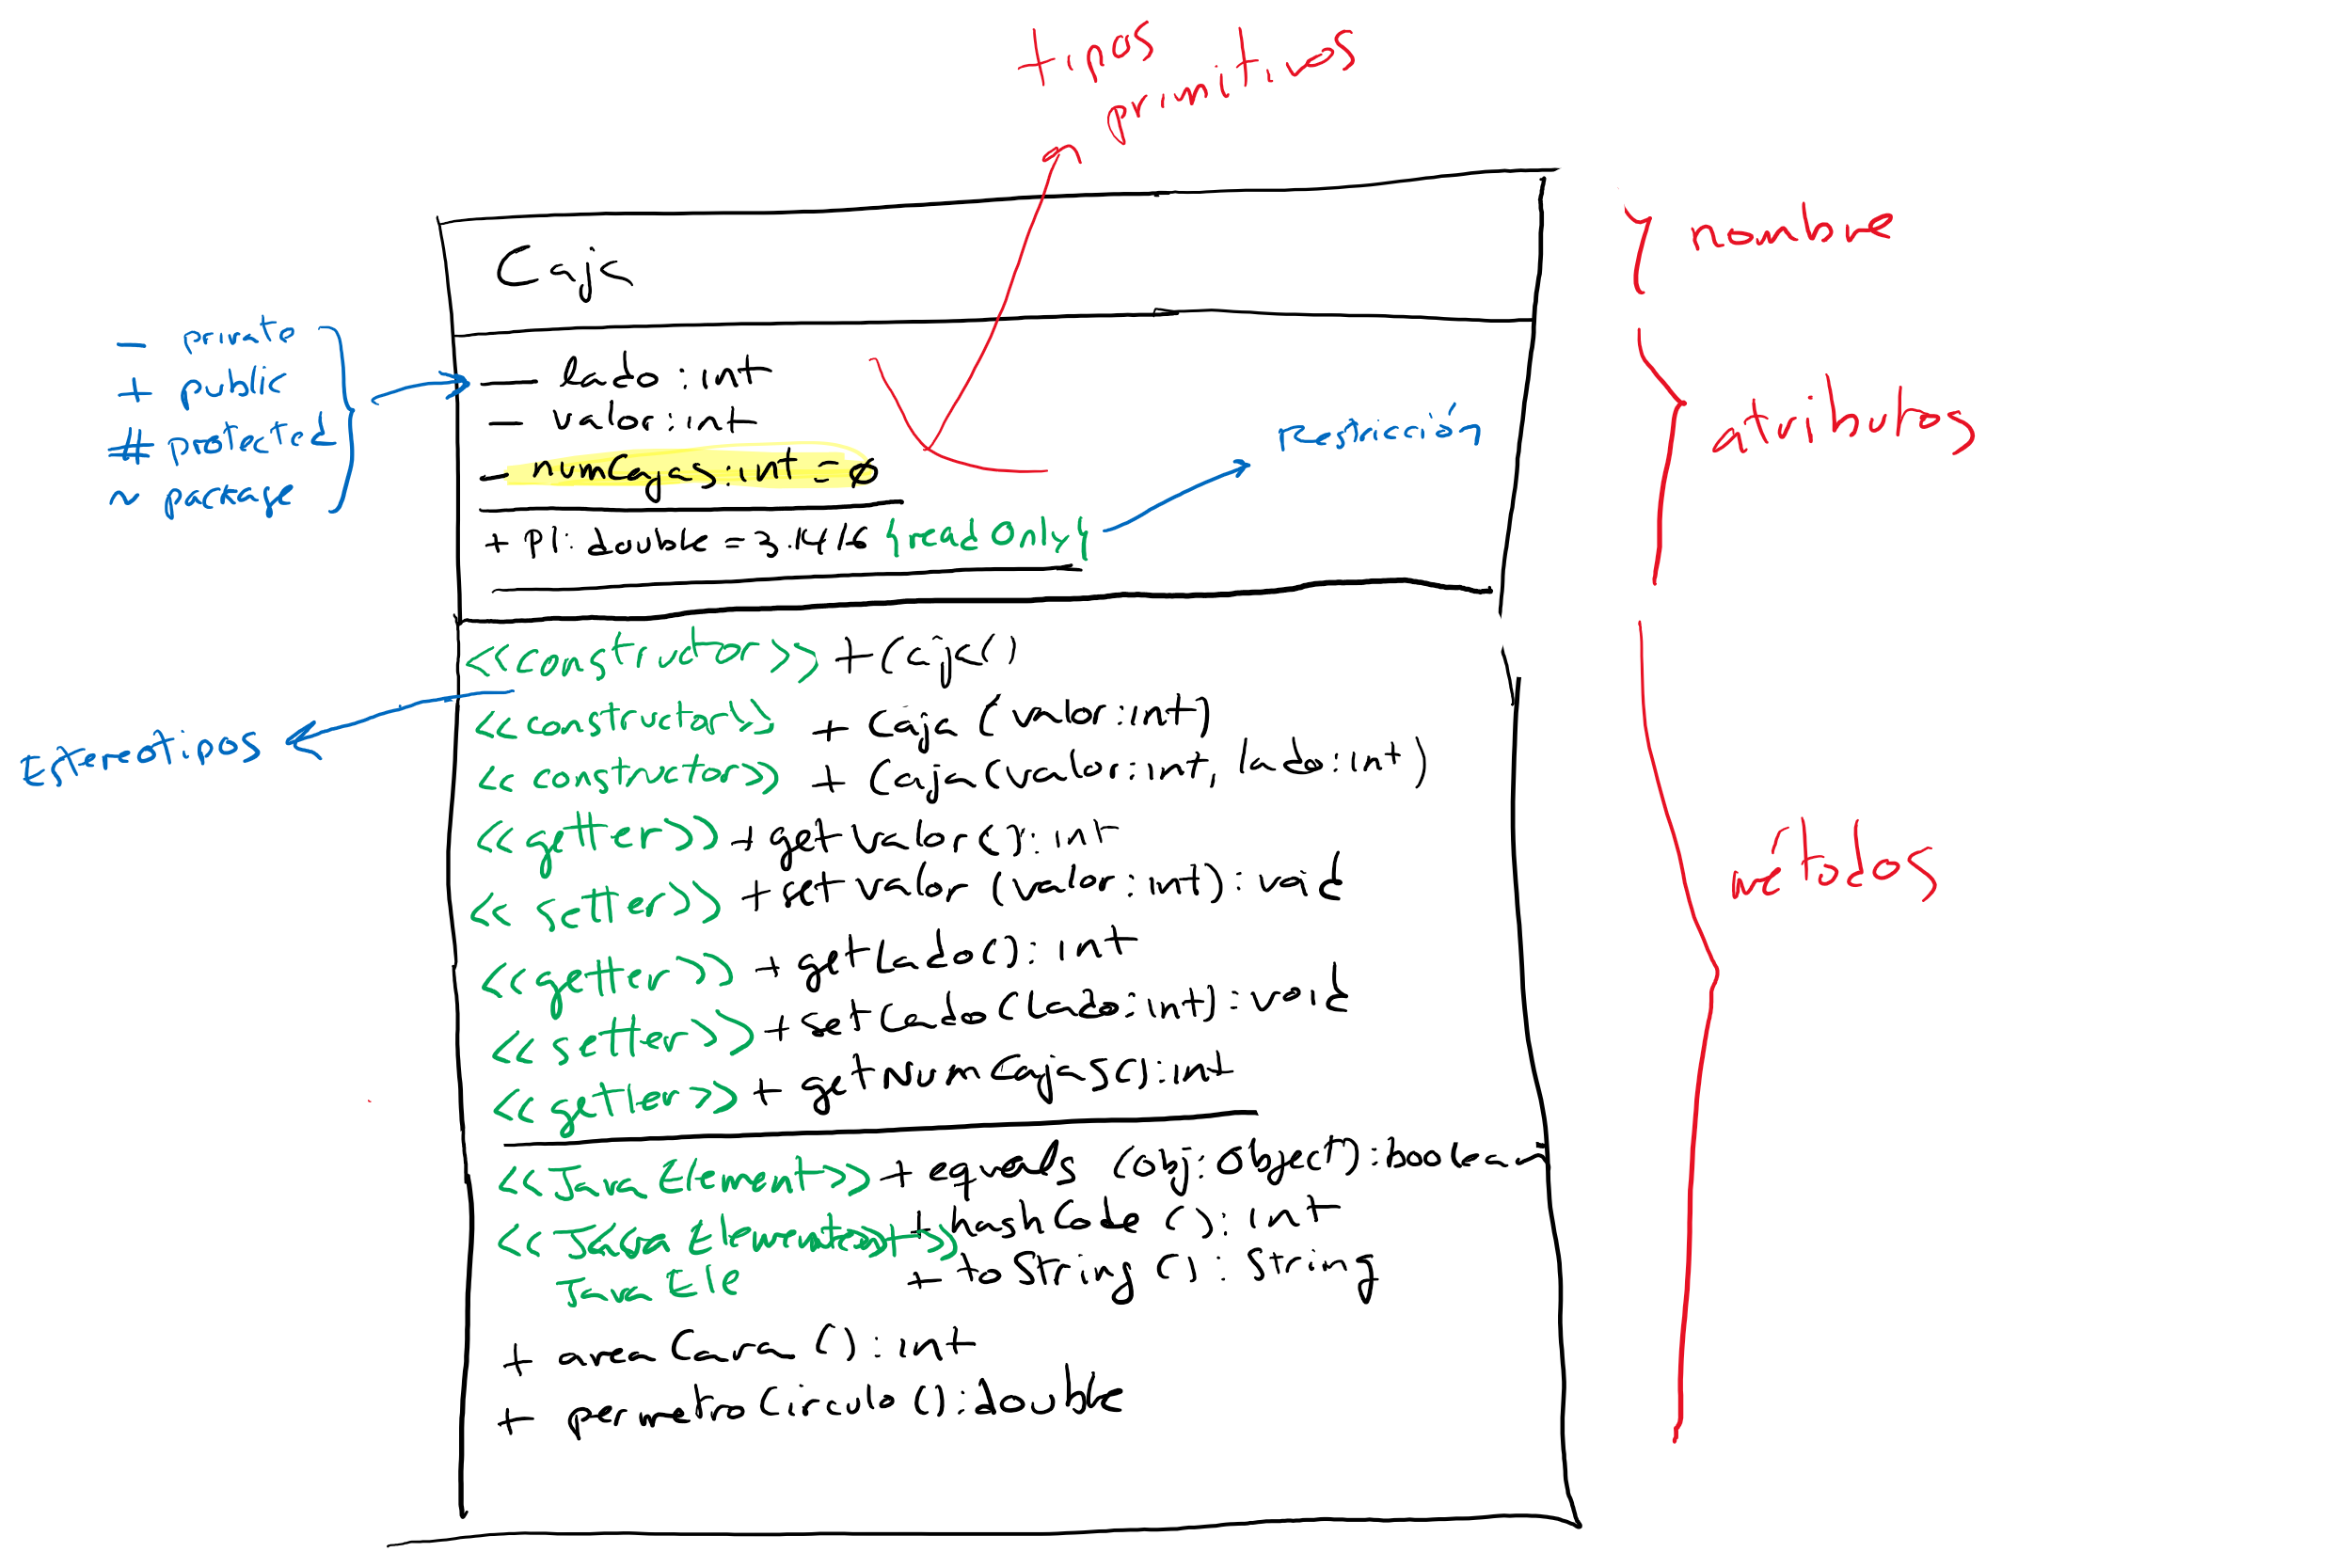 tipos
primitivos
Caja
nombre
- private
+ public
# protected
~ package
- lado : int
- valor : int
- numCajas : int = 0
+ PI : double = 3.1416 {readOnly}
restricción
atributos
<<constructor>> + Caja()
<<constructor>> + Caja (valor : int)
<<constructor>> + Caja (valor : int, lado : int)
Estereotipos
<<getter>> + getValor() : int
<<setter>> + setValor (valor : int) : void
<<getter>> + getLado() : int
<<setter>> + setLado (lado : int) : void
<<getter>> + getNumCajas() : int
métodos
<<Java Element>> + equals (obj : Object) : boolean
<<Java Element>> + hashCode () : int
Java Ele + toString () : String
+ areaCara () : int
+ permetroCirculo () : double